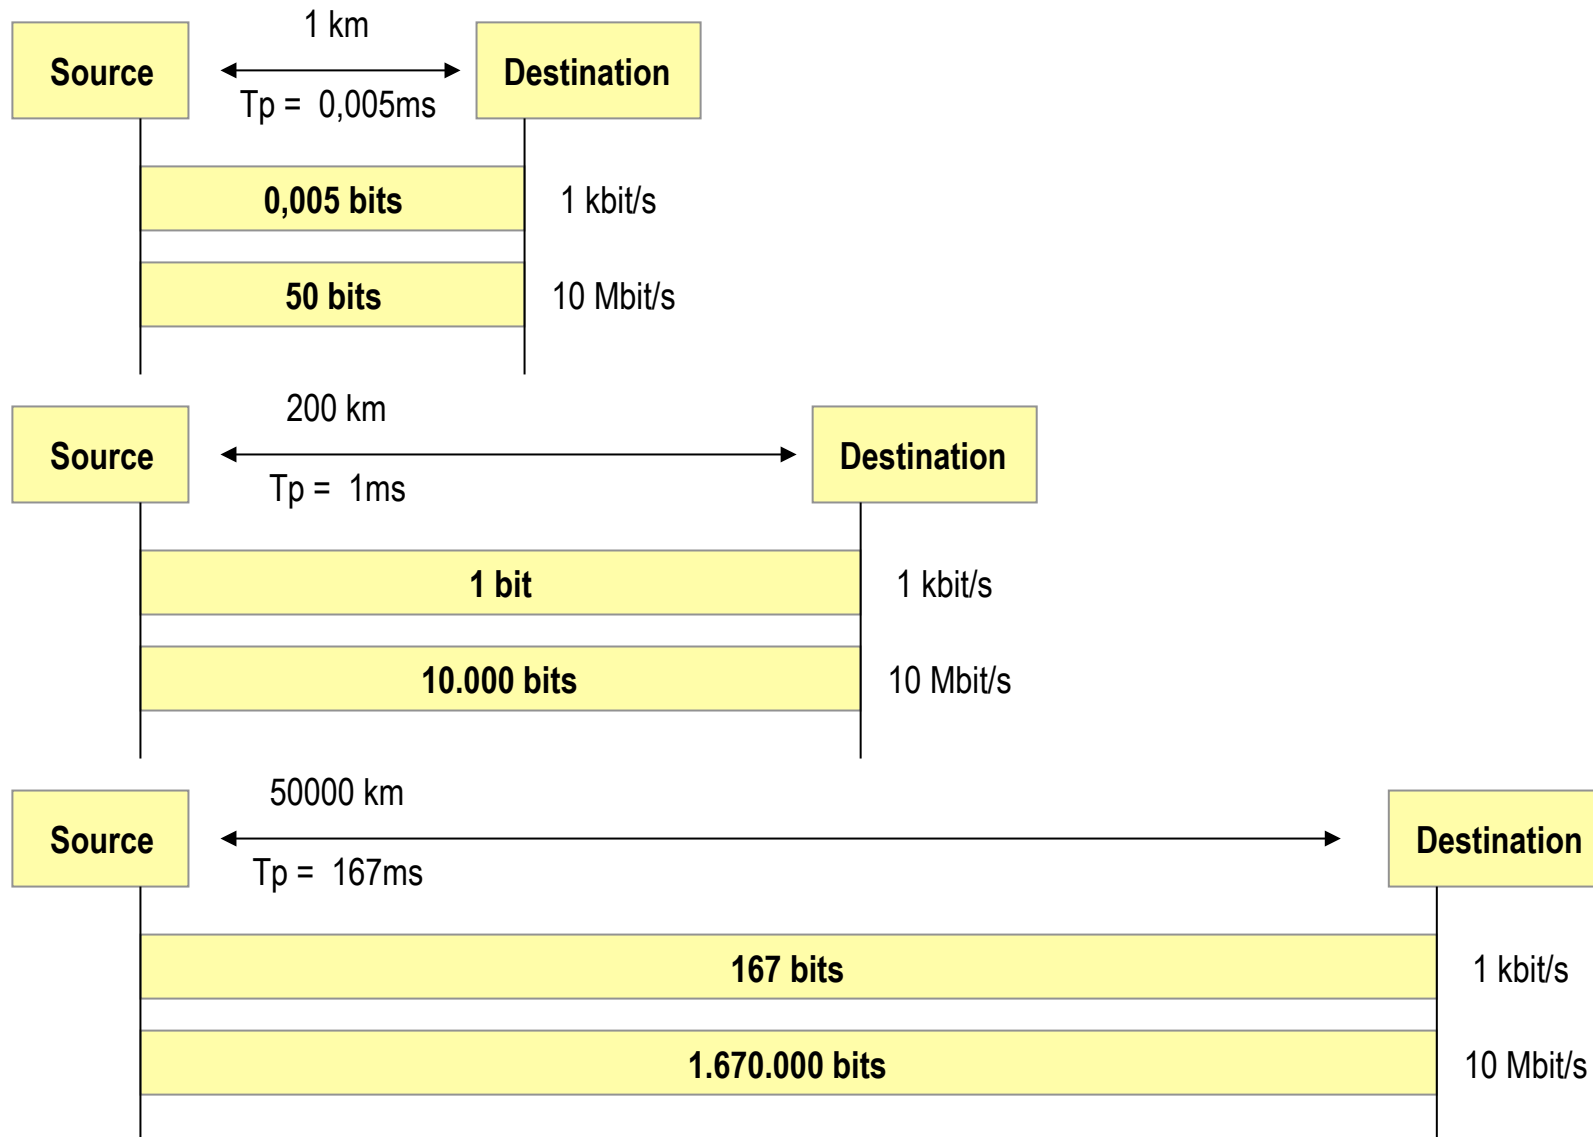 1 km
Source
Destination
Tp =  0,005ms
0,005 bits
1 kbit/s
50 bits
10 Mbit/s
200 km
Source
Destination
Tp =  1ms
1 bit
1 kbit/s
10.000 bits
10 Mbit/s
50000 km
Source
Destination
Tp =  167ms
167 bits
1 kbit/s
1.670.000 bits
10 Mbit/s